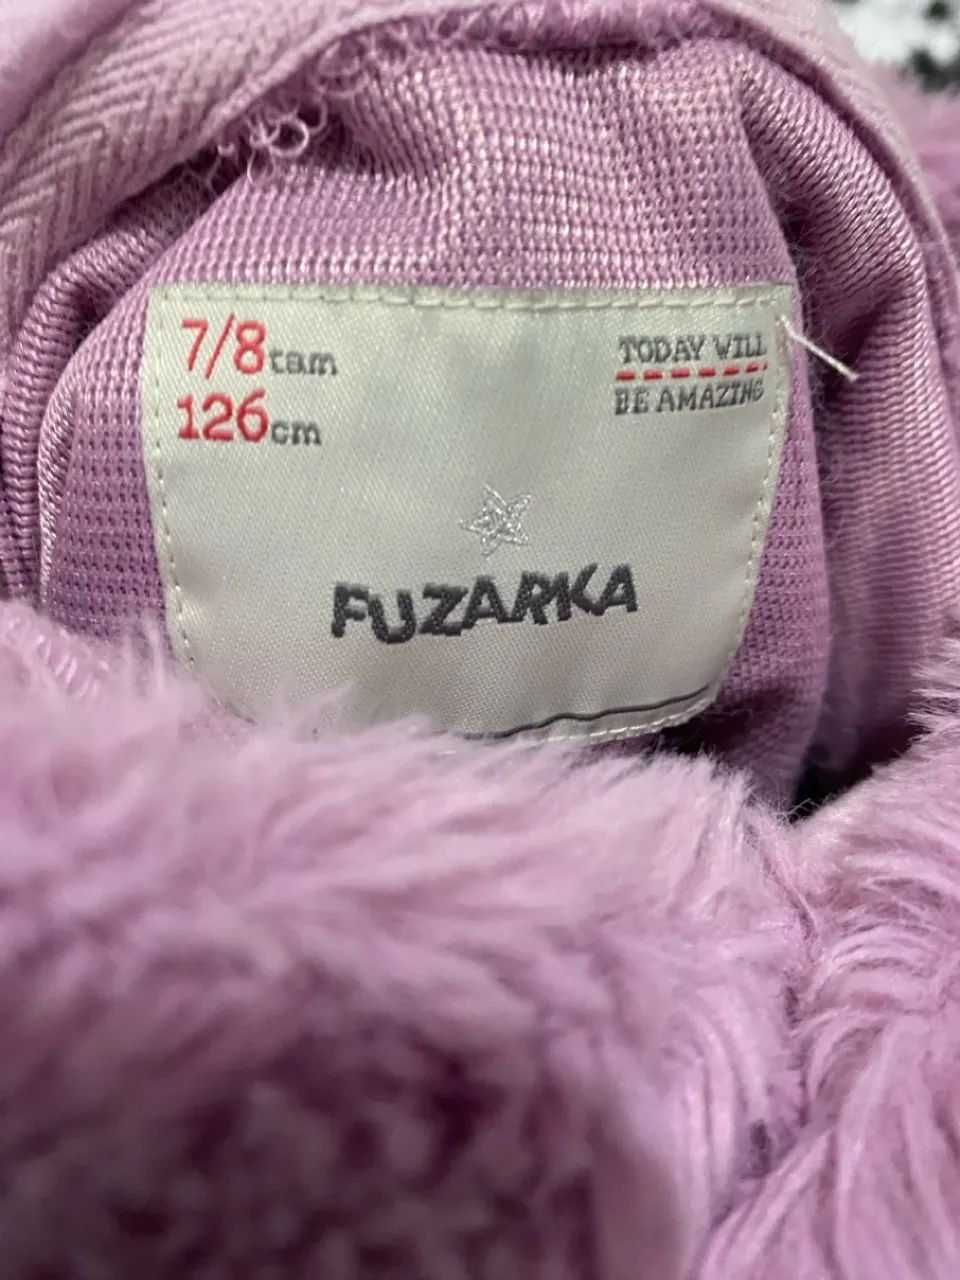 7/8 tam
126 cm
TODAY WILL
BE AMAZING
FUZARKA